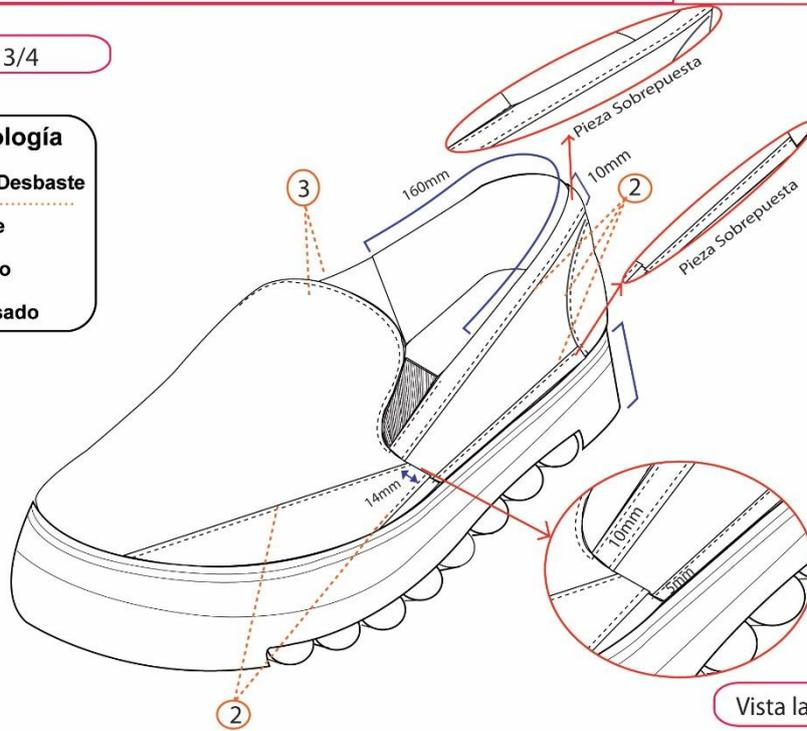 3/4
ología
Desbaste
e
o
sado
3
160mm
10mm
2
Pieza Sobrepuesta
Pieza Sobrepuesta
14mm
10mm
5mm
2
Vista la